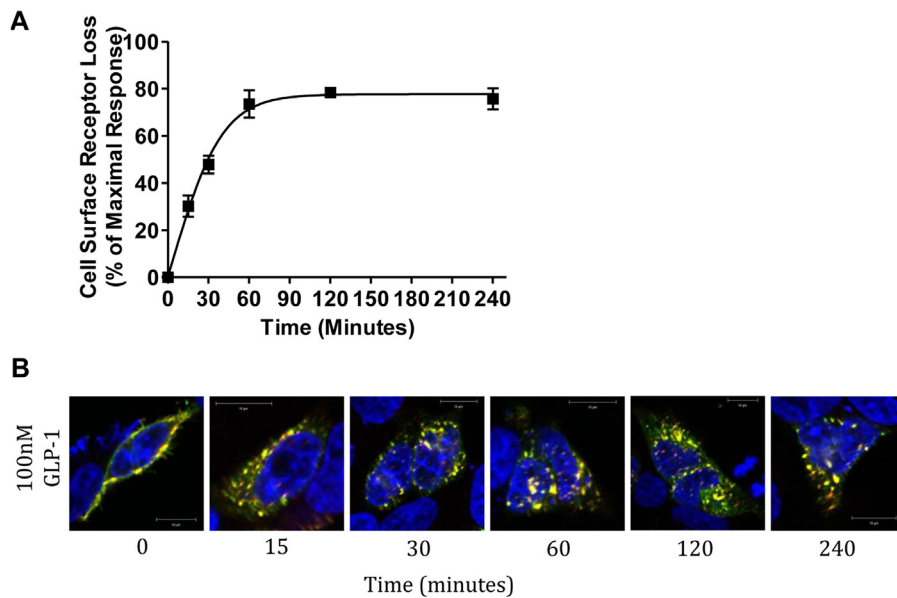 A
Cell Surface Receptor Loss
(% of Maximal Response)
100
80
60
40
20
0
0 30 60 90 120 150 180 210 240
Time (Minutes)
B
100nM
GLP-1
0 15 30 60 120 240
Time (minutes)